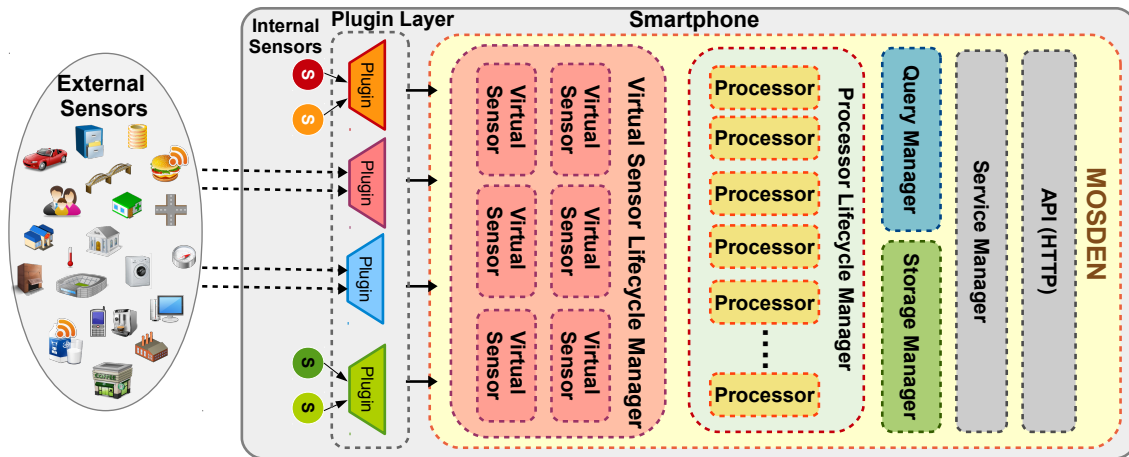 External
Sensors
Internal
Sensors
Plugin Layer
Smartphone
S
S
S
S
Plugin
Plugin
Plugin
Plugin
Virtual
Sensor
Virtual
Sensor
Virtual
Sensor
Virtual
Sensor
Virtual
Sensor
Virtual
Sensor
Virtual Sensor Lifecycle Manager
Processor
Processor
Processor
Processor
Processor
Processor
Processor Lifecycle Manager
Query Manager
Storage Manager
Service Manager
API (HTTP)
MOSDEN
COFFEE